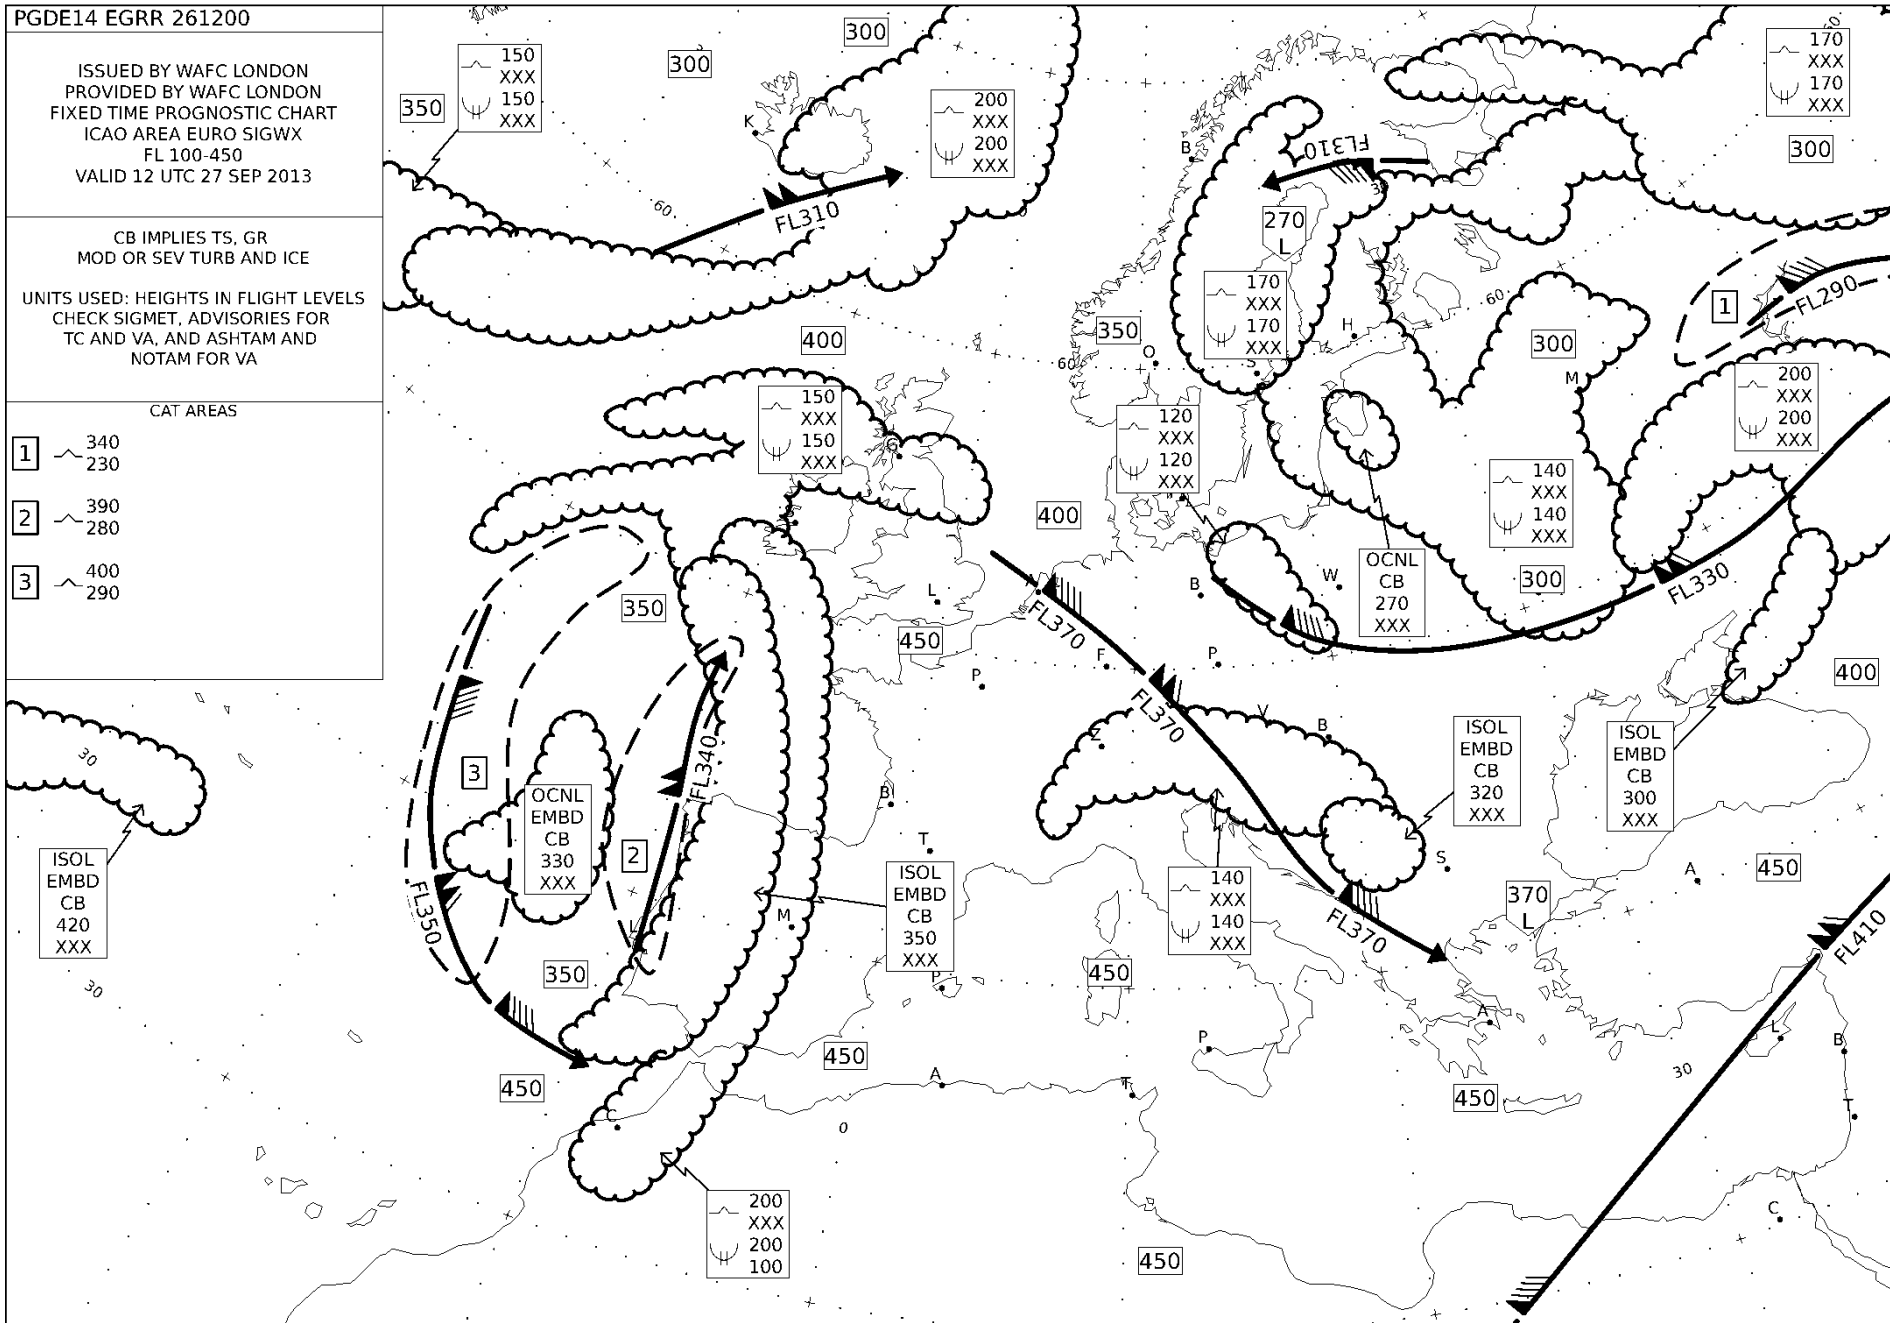 PGDE14 EGRR 261200
ISSUED BY WAFC LONDON
PROVIDED BY WAFC LONDON
FIXED TIME PROGNOSTIC CHART
ICAO AREA EURO SIGWX
FL 100-450
VALID 12 UTC 27 SEP 2013
CB IMPLIES TS, GR
MOD OR SEV TURB AND ICE
UNITS USED: HEIGHTS IN FLIGHT LEVELS
CHECK SIGMET, ADVISORIES FOR
TC AND VA, AND ASHTAM AND
NOTAM FOR VA
CAT AREAS
1
340
230
2
390
280
3
400
290
150
XXX
150
XXX
350
300
300
K
200
XXX
200
XXX
60
FL310
400
B
FL310
270
L
170
XXX
170
XXX
350
O
60
S
H
170
XXX
170
XXX
300
60
1
FL290
60
300
M
200
XXX
200
XXX
150
XXX
150
XXX
G
120
XXX
120
XXX
400
140
XXX
140
XXX
OCNL
CB
270
XXX
300
FL330
B
W
350
L
450
P
FL370
F
P
FL370
Z
V
B
ISOL
EMBD
CB
320
XXX
ISOL
EMBD
CB
300
XXX
400
30
ISOL
EMBD
CB
420
XXX
30
3
OCNL
EMBD
CB
330
XXX
2
FL340
FL350
350
L
B
T
M
ISOL
EMBD
CB
350
XXX
P
450
140
XXX
140
XXX
S
FL370
370
L
A
450
FL410
450
450
C
A
0
T
P
A
450
L
B
30
T
200
XXX
200
100
450
C